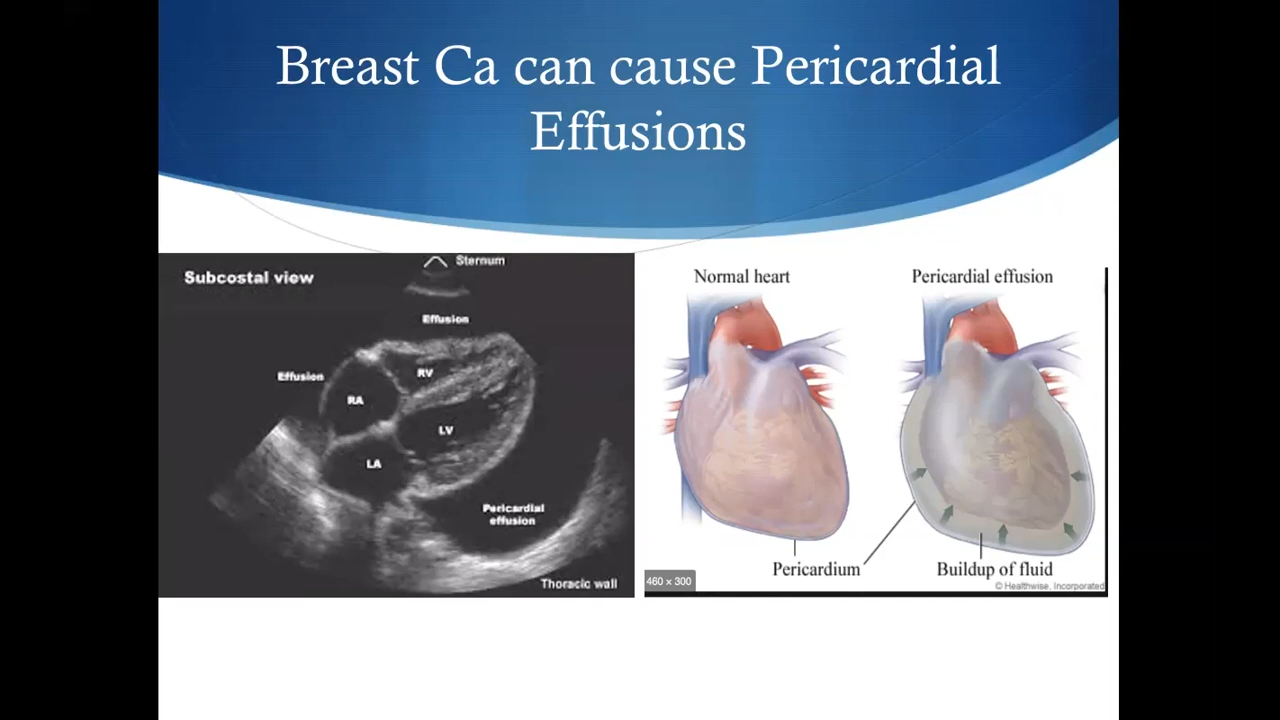 Breast Ca can cause Pericardial
Effusions
Subcostal view
Sternum
Effusion
Effusion
RV
RA
LV
LA
Pericardial
effusion
Thoracic wall
Normal heart
Pericardial effusion
Pericardium
Buildup of fluid
460 x 300
© Healthwise, Incorporated